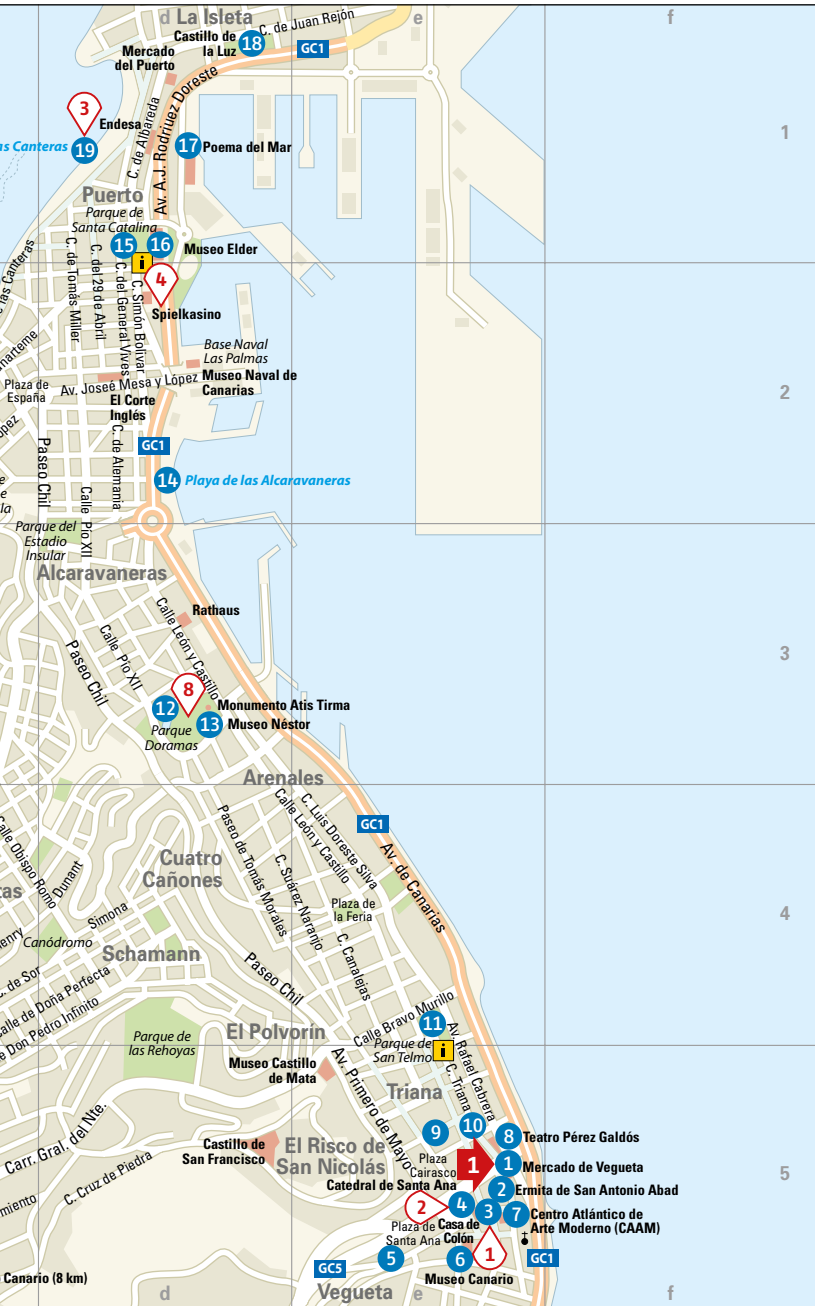 d
La Isleta
e
f
C. de Juan Rejón
Castillo de
la Luz
18
GC1
Mercado
del Puerto
3
Endesa
1
as Canteras
19
17
Poema del Mar
C. de Albareda
Av. A.J. Rodríuez Doreste
Puerto
Parque de
Santa Catalina
15
16
Museo Elder
i
4
Spielkasino
las Canteras
C. de Tomás Miller
C. del 29 de Abril
C. del General Vives
C. Simón Bolívar
Base Naval
Las Palmas
Plaza de
España
Av. Joseé Mesa y López
Museo Naval de
Canarias
2
El Corte
Inglés
GC1
Paseo Chil
C. de Alemania
14
Playa de las Alcaravaneras
Calle Pío XII
Parque del
Estadio
Insular
Alcaravaneras
Rathaus
Calle León y Castillo
Calle Pío XII
Paseo Chil
3
8
12
Monumento Atis Tirma
13
Museo Néstor
Parque
Doramas
Arenales
GC1
C. Luis Doreste Silva
Calle León y Castillo
Av. de Canarias
Paseo de Tomás Morales
C. Suárez Naranjo
Calle Obispo Romo
Dunant
Cuatro
Cañones
Plaza de
la Feria
4
Simona
Canódromo
Schamann
C. Canalejas
Paseo Chil
C. de Sor
Calle de Doña Perfecta
de Don Pedro Infinito
El Polvorín
Calle Bravo Murillo
11
Parque de
las Rehoyas
Parque de
San Telmo
i
Av. Rafael Cabrera
C. Triana
Museo Castillo
de Mata
Triana
Av. Primero de Mayo
Carr. Gral. del Nte.
C. Cruz de Piedra
Castillo de
San Francisco
El Risco de
San Nicolás
9
10
8
Teatro Pérez Galdós
Plaza
Cairasco
1
1
Mercado de Vegueta
5
Catedral de Santa Ana
2
Ermita de San Antonio Abad
2
4
3
7
Centro Atlántico de
Arte Moderno (CAAM)
Plaza de
Santa Ana
Casa de
Colón
5
6
1
GC1
GC5
Museo Canario
Canario (8 km)
d
Vegueta
e
f